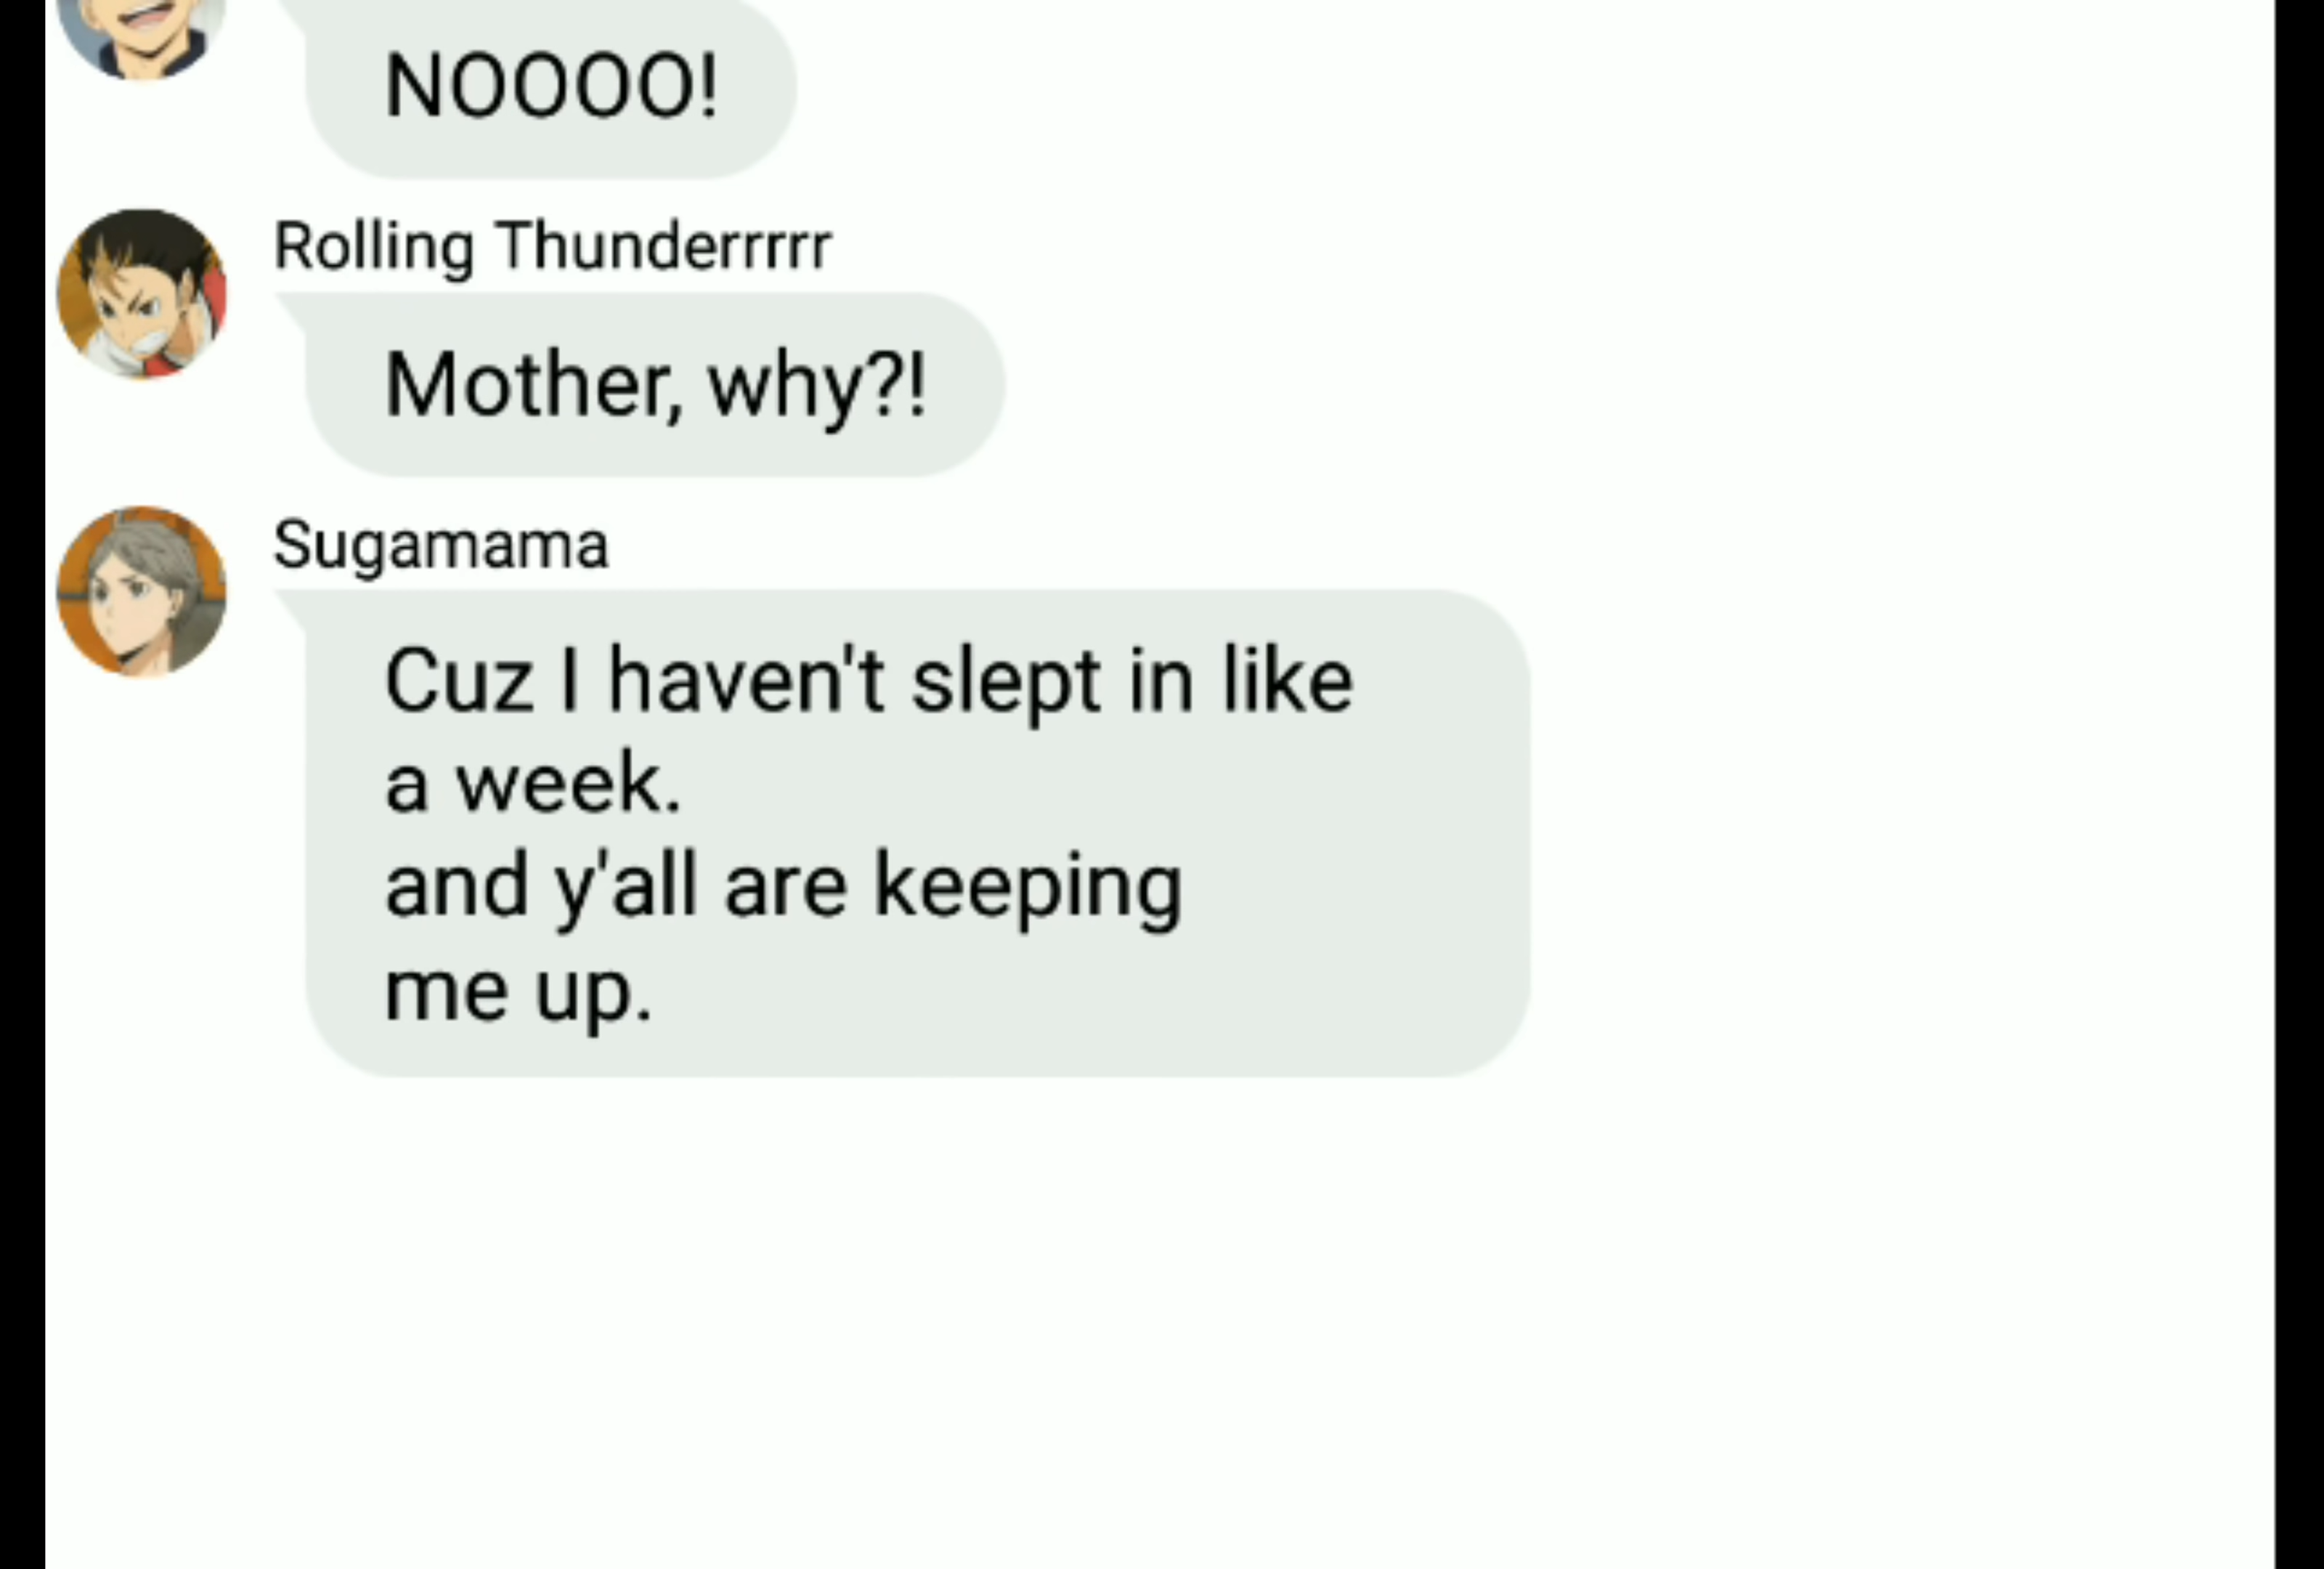 NOOOO!
Rolling Thunderrrrr
Mother, why?!
Sugamama
Cuz I haven't slept in like
a week.
and y'all are keeping
me up.